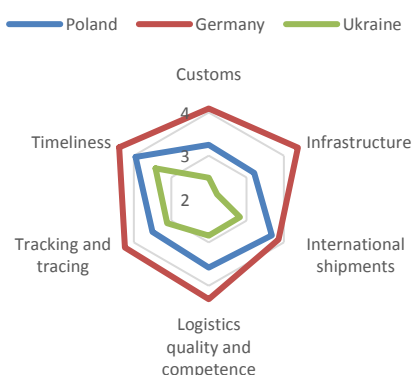 Poland Germany Ukraine
Customs
4
Timeliness
Infrastructure
3
2
Tracking and
tracing
International
shipments
Logistics
quality and
competence